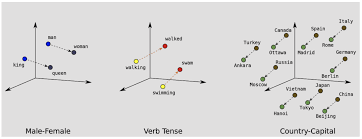 man
woman
king
queen
Male-Female
walked
walking
swam
swimming
Verb Tense
Canada
Spain
Italy
Turkey
Ottawa
Madrid
Rome
Germany
Ankara
Russia
Berlin
Moscow
Vietnam
Japan
China
Hanoi
Tokyo
Beijing
Country-Capital